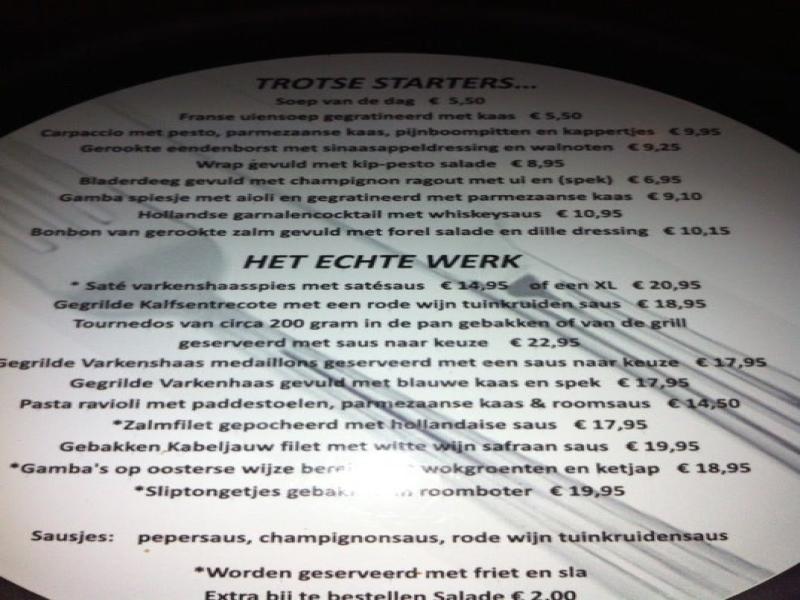 TROTSE STARTERS...
Soep van de dag € 5,50
Franse uiensoep gegratineerd met kaas € 5,50
Carpaccio met pesto, parmezaanse kaas, pijnboompitten en kappertjes € 9,95
Gerookte eendenborst met sinaasappeldressing en walnoten € 9,25
Wrap gevuld met kip-pesto salade € 8,95
Bladerdeeg gevuld met champignon ragout met ui en (spek) € 6,95
Gamba spiesje met aioli en gegratineerd met parmezaanse kaas € 9,10
Hollandse garnalencocktail met whiskeysaus € 10,95
Bonbon van gerookte zalm gevuld met forel salade en dille dressing € 10,15
HET ECHTE WERK
* Saté varkenshaasspies met satésaus € 14,95 of een XL € 20,95
Gegrilde Kalfsentrecote met een rode wijn tuinkruiden saus € 18,95
Tournedos van circa 200 gram in de pan gebakken of van de grill
geserveerd met saus naar keuze € 22,95
Gegrilde Varkenshaas medaillons geserveerd met een saus naar keuze € 17,95
Gegrilde Varkenhaas gevuld met blauwe kaas en spek € 17,95
Pasta ravioli met paddestoelen, parmezaanse kaas & roomsaus € 14,50
*Zalmfilet gepocheerd met hollandaise saus € 17,95
Gebakken Kabeljauw filet met witte wijn safraan saus € 19,95
*Gamba's op oosterse wijze wokgroenten en ketjap € 18,95
*Sliptongetjes roomboter € 19,95
Sausjes: pepersaus, champignonsaus, rode wijn tuinkruidensaus
*Worden geserveerd met friet en sla
Extra bij te bestellen Salade € 2,00